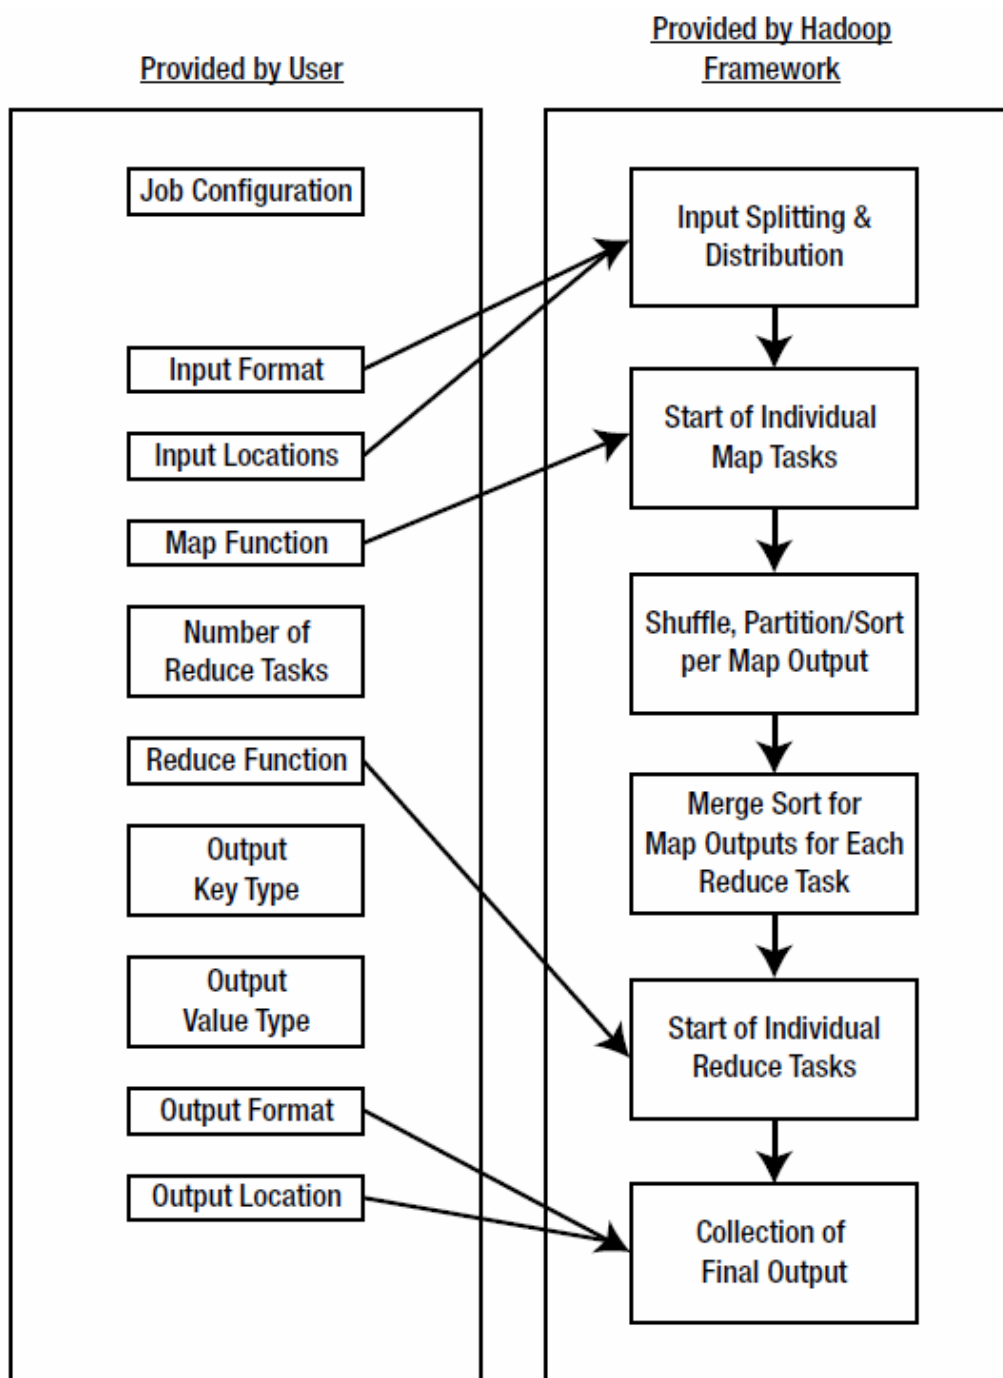 Provided by User
Job Configuration
Input Format
Input Locations
Map Function
Number of
Reduce Tasks
Reduce Function
Output
Key Type
Output
Value Type
Output Format
Output Location
Provided by Hadoop
Framework
Input Splitting &
Distribution
Start of Individual
Map Tasks
Shuffle, Partition/Sort
per Map Output
Merge Sort for
Map Outputs for Each
Reduce Task
Start of Individual
Reduce Tasks
Collection of
Final Output